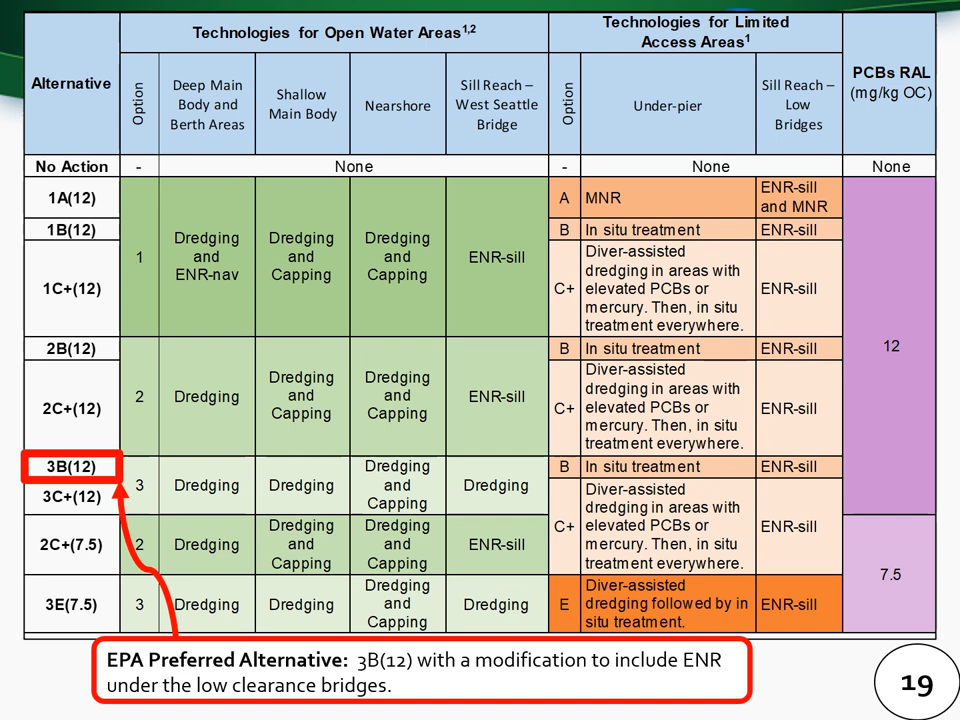 Technologies for Open Water Areas1,2
Technologies for Limited
Access Areas1
Alternative
Option
Deep Main
Body and
Berth Areas
Shallow
Main Body
Nearshore
Sill Reach –
West Seattle
Bridge
Option
Under-pier
Sill Reach –
Low
Bridges
PCBs RAL
(mg/kg OC)
No Action
-
None
-
None
None
1A(12)
1
Dredging
and
ENR-nav
Dredging
and
Capping
Dredging
and
Capping
ENR-sill
A
MNR
ENR-sill
and MNR
12
1B(12)
B
In situ treatment
ENR-sill
1C+(12)
C+
Diver-assisted
dredging in areas with
elevated PCBs or
mercury. Then, in situ
treatment everywhere.
ENR-sill
2B(12)
2
Dredging
Dredging
and
Capping
Dredging
and
Capping
ENR-sill
B
In situ treatment
ENR-sill
2C+(12)
C+
Diver-assisted
dredging in areas with
elevated PCBs or
mercury. Then, in situ
treatment everywhere.
ENR-sill
3B(12)
3
Dredging
Dredging
Dredging
and
Capping
Dredging
B
In situ treatment
ENR-sill
3C+(12)
C+
Diver-assisted
dredging in areas with
elevated PCBs or
mercury. Then, in situ
treatment everywhere.
ENR-sill
2C+(7.5)
2
Dredging
Dredging
and
Capping
Dredging
and
Capping
ENR-sill
7.5
3E(7.5)
3
Dredging
Dredging
Dredging
and
Capping
Dredging
E
Diver-assisted
dredging followed by in
situ treatment.
ENR-sill
EPA Preferred Alternative: 3B(12) with a modification to include ENR
under the low clearance bridges.
19